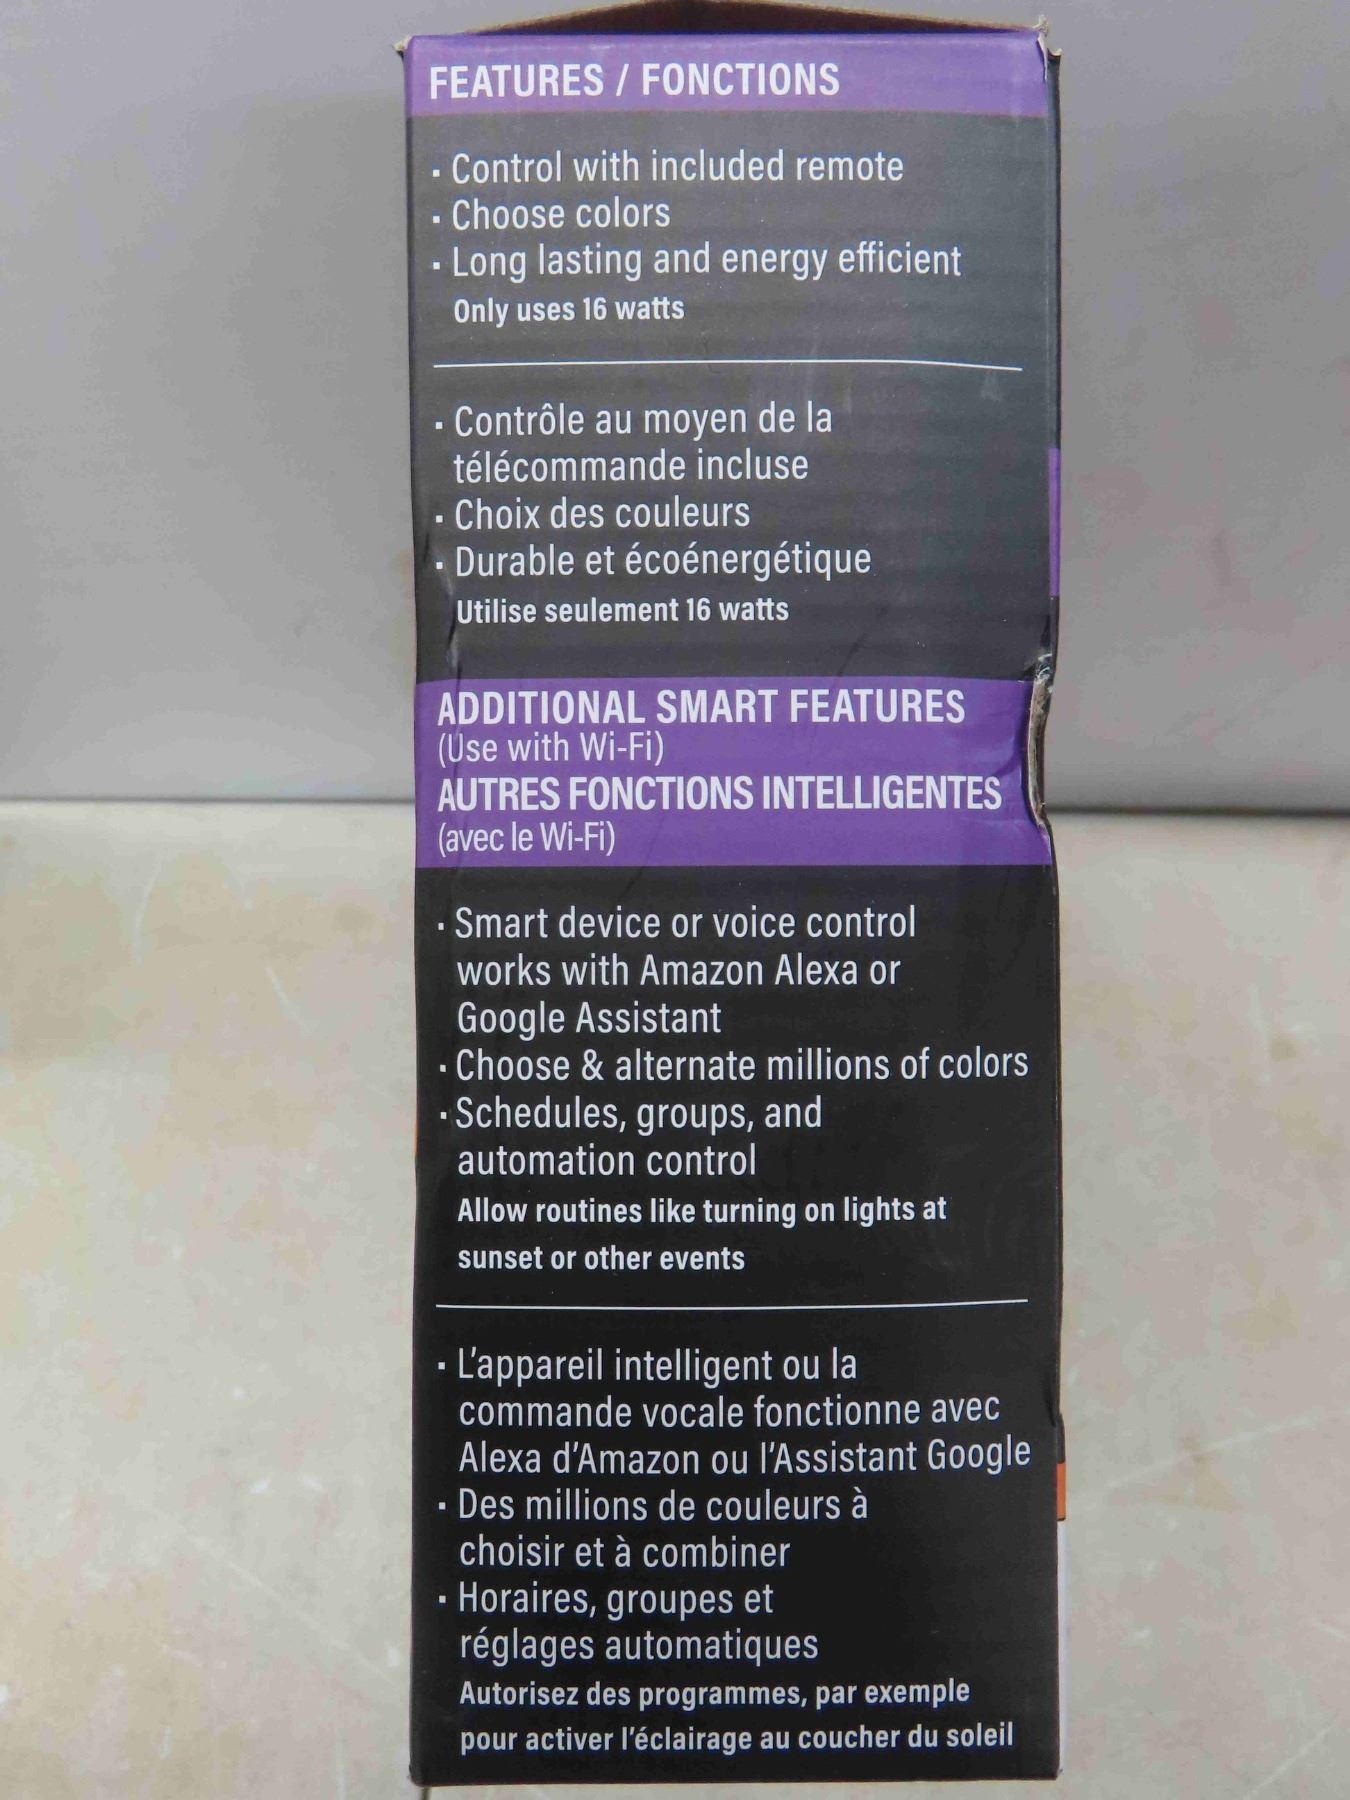 FEATURES / FONCTIONS
· Control with included remote
· Choose colors
· Long lasting and energy efficient
Only uses 16 watts
· Contrôle au moyen de la
télécommande incluse
· Choix des couleurs
· Durable et écoénergétique
Utilise seulement 16 watts
ADDITIONAL SMART FEATURES
(Use with Wi-Fi)
AUTRES FONCTIONS INTELLIGENTES
(avec le Wi-Fi)
· Smart device or voice control
works with Amazon Alexa or
Google Assistant
· Choose & alternate millions of colors
· Schedules, groups, and
automation control
Allow routines like turning on lights at
sunset or other events
· L'appareil intelligent ou la
commande vocale fonctionne avec
Alexa d'Amazon ou l'Assistant Google
· Des millions de couleurs à
choisir et à combiner
· Horaires, groupes et
réglages automatiques
Autorisez des programmes, par exemple
pour activer l'éclairage au coucher du soleil